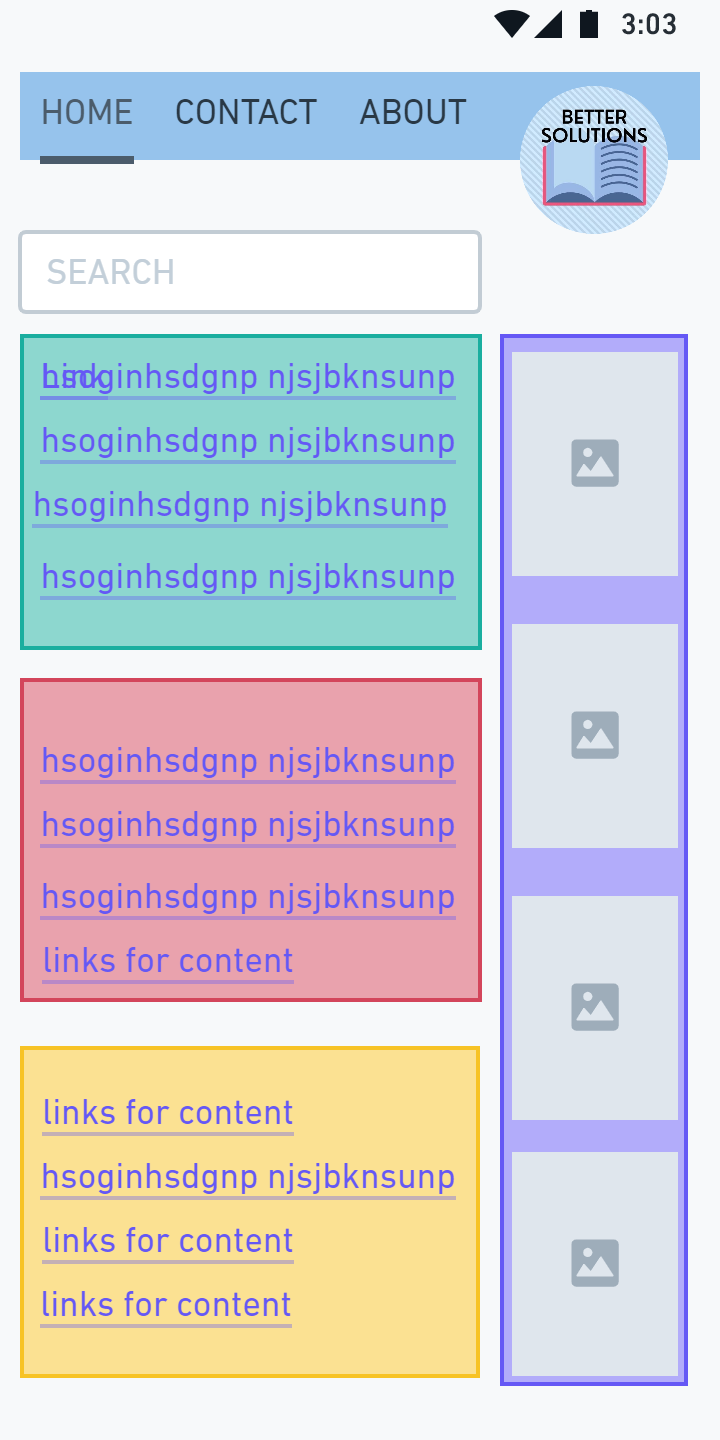 3:03
HOME CONTACT ABOUT
BETTER
SOLUTIONS
SEARCH
Link
hsoginhsdgnp njsjbknsunp
hsoginhsdgnp njsjbknsunp
hsoginhsdgnp njsjbknsunp
hsoginhsdgnp njsjbknsunp
hsoginhsdgnp njsjbknsunp
hsoginhsdgnp njsjbknsunp
hsoginhsdgnp njsjbknsunp
links for content
links for content
hsoginhsdgnp njsjbknsunp
links for content
links for content